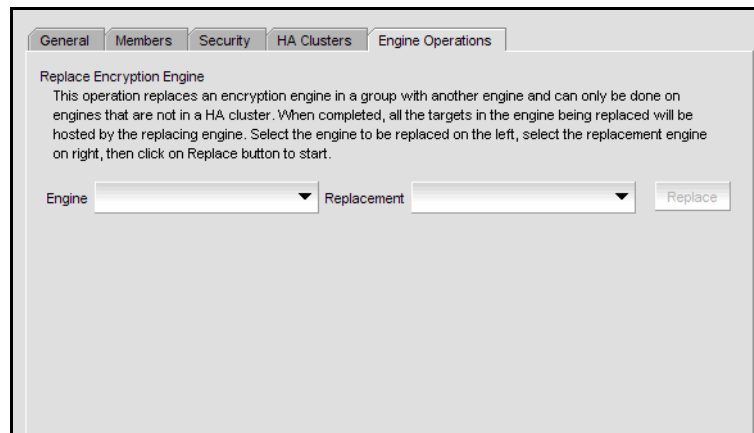 General Members Security HA Clusters Engine Operations
Replace Encryption Engine
This operation replaces an encryption engine in a group with another engine and can only be done on
engines that are not in a HA cluster. When completed, all the targets in the engine being replaced will be
hosted by the replacing engine. Select the engine to be replaced on the left, select the replacement engine
on right, then click on Replace button to start.
Engine Replacement Replace